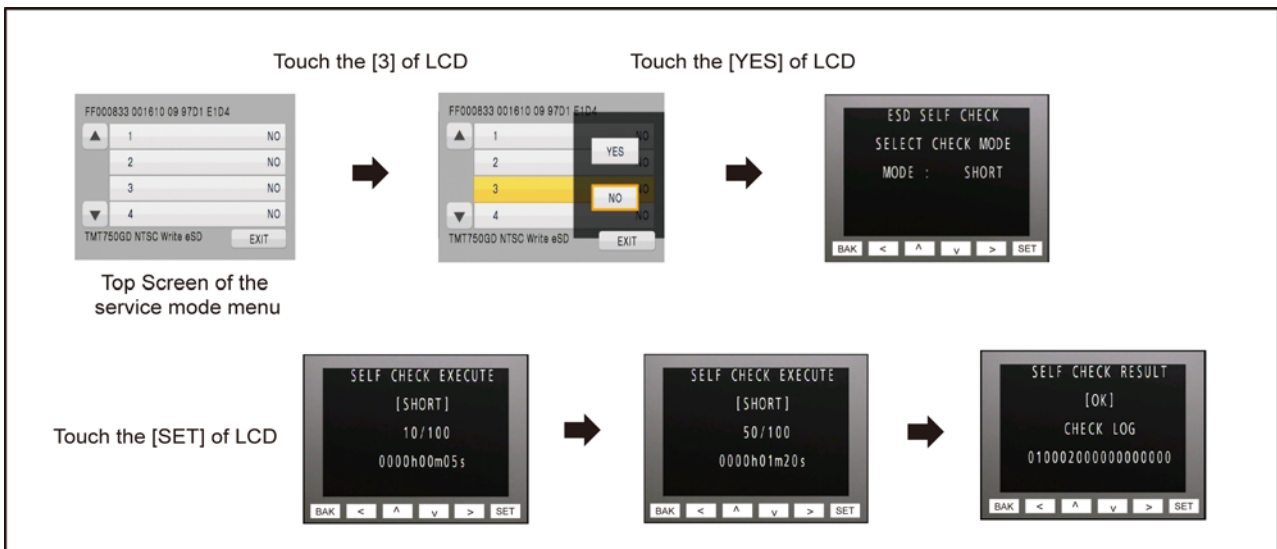 Touch the [3] of LCD
Touch the [YES] of LCD
FF000833 001610 09 97D1 E1D4
1 NO
2 NO
3 NO
4 NO
TMT750GD NTSC Write eSD EXIT
Top Screen of the
service mode menu
FF000833 001610 09 97D1 E1D4
1 NO
YES
2 NO
3 NO
NO
4 NO
TMT750GD NTSC Write eSD EXIT
ESD SELF CHECK
SELECT CHECK MODE
MODE : SHORT
BAK < ^ v > SET
Touch the [SET] of LCD
SELF CHECK EXECUTE
[SHORT]
10/100
0000h00m05s
BAK < ^ v > SET
SELF CHECK EXECUTE
[SHORT]
50/100
0000h01m20s
BAK < ^ v > SET
SELF CHECK RESULT
[OK]
CHECK LOG
010002000000000000
BAK < ^ v > SET